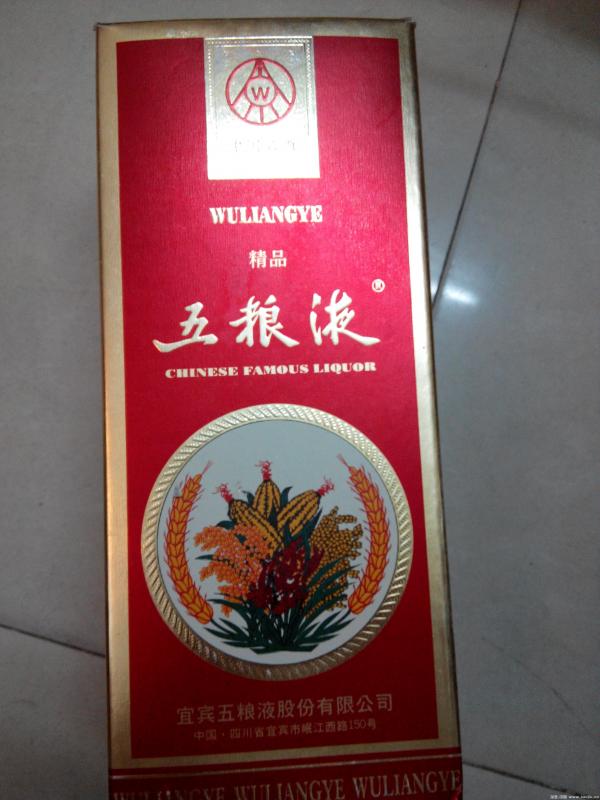 W
WULIANGYE
精品
五粮液®
CHINESE FAMOUS LIQUOR
宜宾五粮液股份有限公司
中国·四川省宜宾市岷江西路150号
WULIANGYE WULIANGYE WULIANGYE